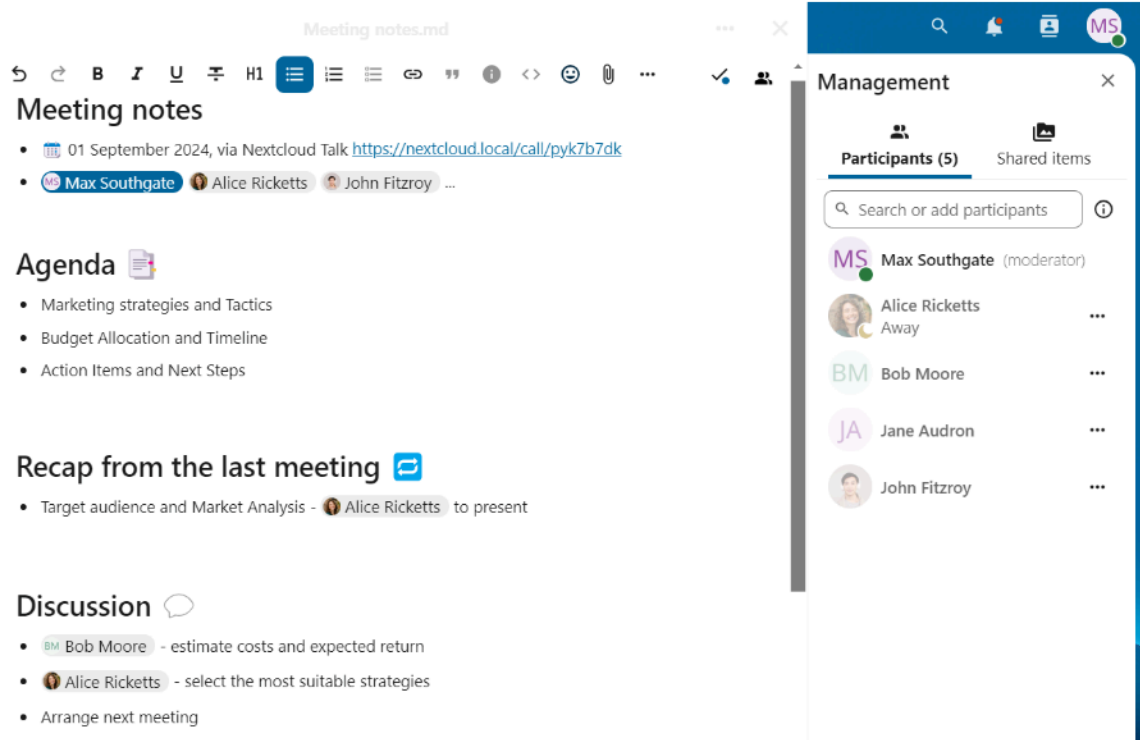 Meeting notes.md
B I U H1
Meeting notes
01 September 2024, via Nextcloud Talk https://nextcloud.local/call/pyk7b7dk
MS Max Southgate Alice Ricketts John Fitzroy ...
Agenda
Marketing strategies and Tactics
Budget Allocation and Timeline
Action Items and Next Steps
Recap from the last meeting
Target audience and Market Analysis - Alice Ricketts to present
Discussion
BM Bob Moore - estimate costs and expected return
Alice Ricketts - select the most suitable strategies
Arrange next meeting
MS
Management
Participants (5) Shared items
Search or add participants
MS Max Southgate (moderator)
Alice Ricketts
Away
BM Bob Moore
JA Jane Audron
John Fitzroy